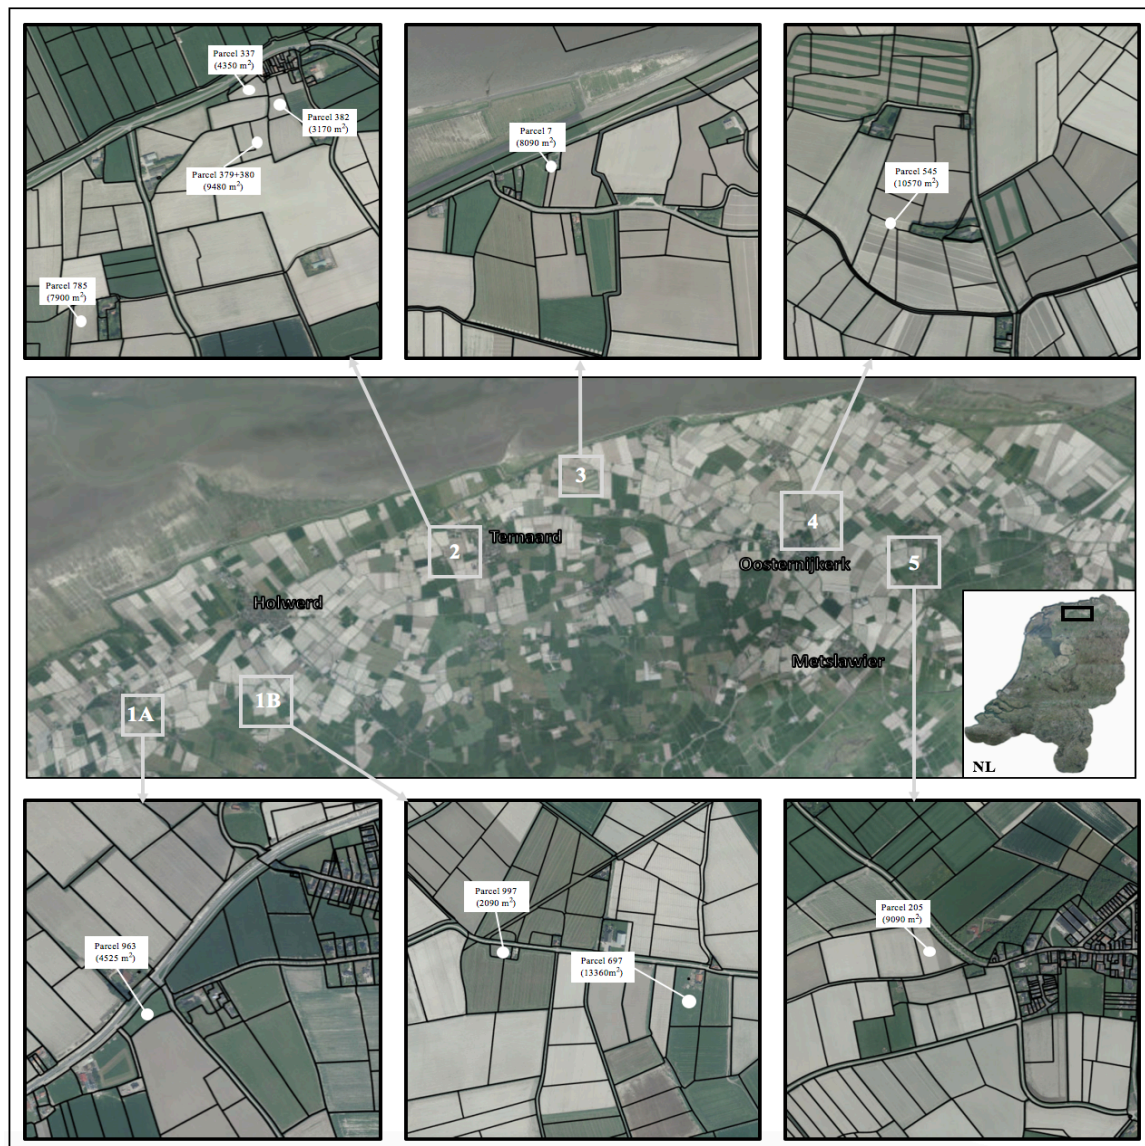 Parcel 337
(4350 m²)
Parcel 382
(3170 m²)
Parcel 379+380
(9480 m²)
Parcel 785
(7900 m²)
Parcel 7
(8090 m²)
Parcel 545
(10570 m²)
3
4
2
Ternaard
Oosternijkerk
5
Holwerd
Metslawier
1A
1B
NL
Parcel 963
(4525 m²)
Parcel 997
(2090 m²)
Parcel 697
(13360m²)
Parcel 205
(9090 m²)